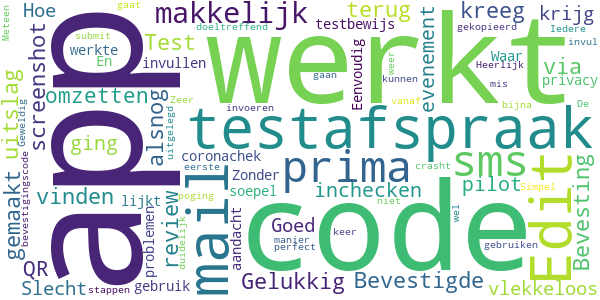 Hoe
submit
En
werkte
Test
invullen
makkelijk
doeltreffend
testbewijs
terug
kreeg
krijg
gekopieerd
Iedere
invul
Meteen
gaat
app
werkt
code
testafspraak
Edit
mail
sms
prima
screenshot
uitslag
Geweldig
omzetten
ging
alsnog
Zeer
uitgelegd
invoeren
gaan
Eenvoudig
weer
kunnen
vanaf
evenement
via
Waar
Heerlijk
privacy
mis
bijna
De
gemaakt
bevestigingscode
vinden
lijkt
review
duidelijk
eerste
poging
coronachek
Zonder
soepel
aandacht
inchecken
niet
crasht
pilot
wel
Simpel
Bevesting
QR
Slecht
stappen
problemen
gebruik
Goed
manier
perfect
keer
Gelukkig
Bevestigde
gebruiken
vlekkeloos